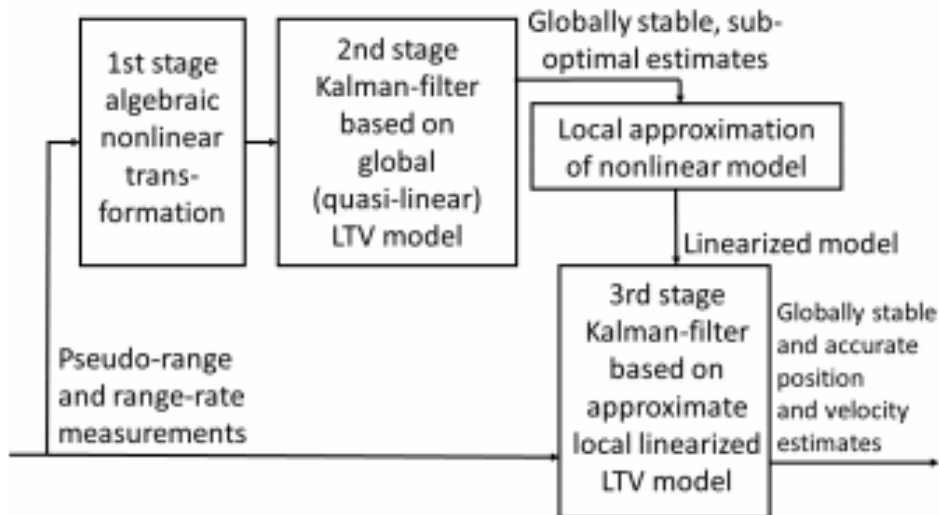 1st stage
algebraic
nonlinear
trans-
formation
2nd stage
Kalman-filter
based on
global
(quasi-linear)
LTV model
Globally stable, sub-
optimal estimates
Local approximation
of nonlinear model
Linearized model
3rd stage
Kalman-filter
based on
approximate
local linearized
LTV model
Pseudo-range
and range-rate
measurements
Globally stable
and accurate
position
and velocity
estimates